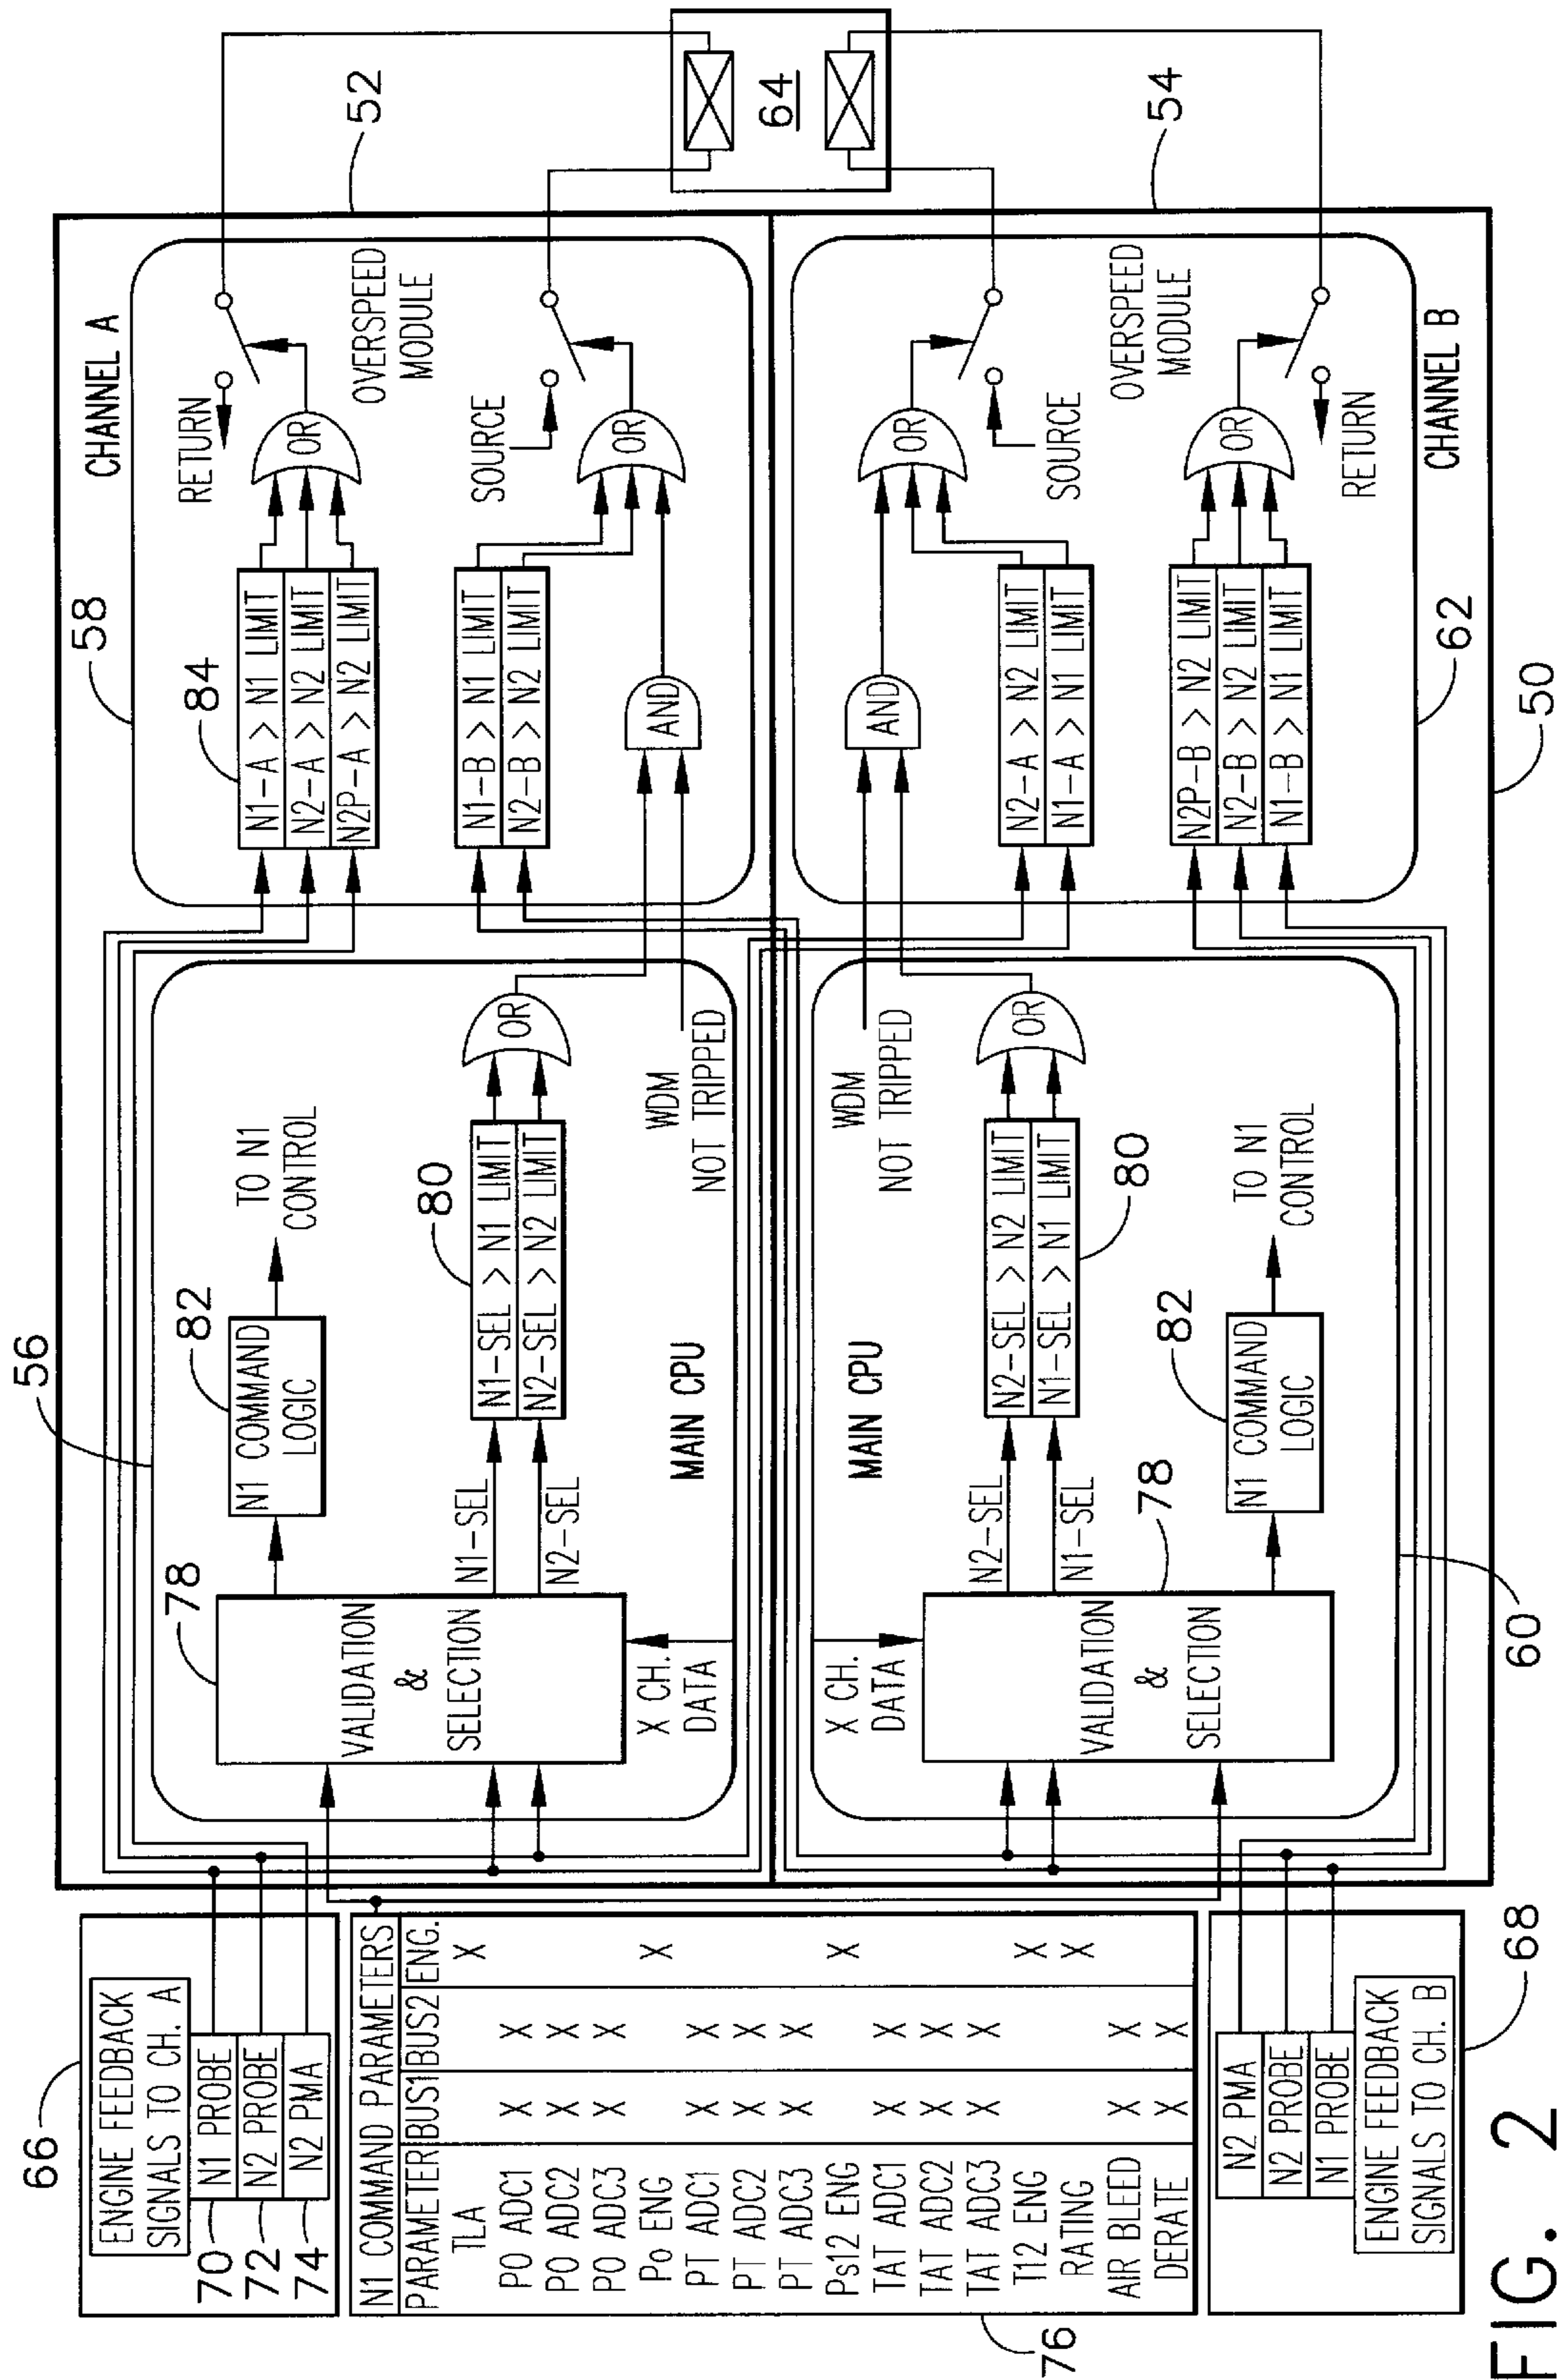 66
ENGINE FEEDBACK
SIGNALS TO CH. A
70
N1 PROBE
72
N2 PROBE
74
N2 PMA
N1 COMMAND PARAMETERS
PARAMETER BUS1 BUS2 ENG.
TLA X
PO ADC1 X X
PO ADC2 X X
PO ADC3 X X
Po ENG X
PT ADC1 X X
PT ADC2 X X
PT ADC3 X X
Ps12 ENG X
TAT ADC1 X X
TAT ADC2 X X
TAT ADC3 X X
T12 ENG X
RATING X
AIR BLEED X X
DERATE X X
76
N2 PMA
N2 PROBE
N1 PROBE
ENGINE FEEDBACK
SIGNALS TO CH. B
68
56
78
VALIDATION
&
SELECTION
X CH.
DATA
82
N1 COMMAND
LOGIC
TO N1
CONTROL
N1-SEL
N2-SEL
80
N1-SEL > N1 LIMIT
N2-SEL > N2 LIMIT
OR
WDM
NOT TRIPPED
MAIN CPU
58
CHANNEL A
52
84
N1-A > N1 LIMIT
N2-A > N2 LIMIT
N2P-A > N2 LIMIT
OR
RETURN
OVERSPEED
MODULE
N1-B > N1 LIMIT
N2-B > N2 LIMIT
SOURCE
OR
AND
64
MAIN CPU
X CH.
DATA
VALIDATION
&
SELECTION
78
N2-SEL
N1-SEL
N2-SEL > N2 LIMIT
N1-SEL > N1 LIMIT
80
OR
WDM
NOT TRIPPED
82
N1 COMMAND
LOGIC
TO N1
CONTROL
60
AND
OR
N2-A > N2 LIMIT
N1-A > N1 LIMIT
SOURCE
OVERSPEED
MODULE
N2P-B > N2 LIMIT
N2-B > N2 LIMIT
N1-B > N1 LIMIT
OR
RETURN
CHANNEL B
54
62
50
FIG. 2